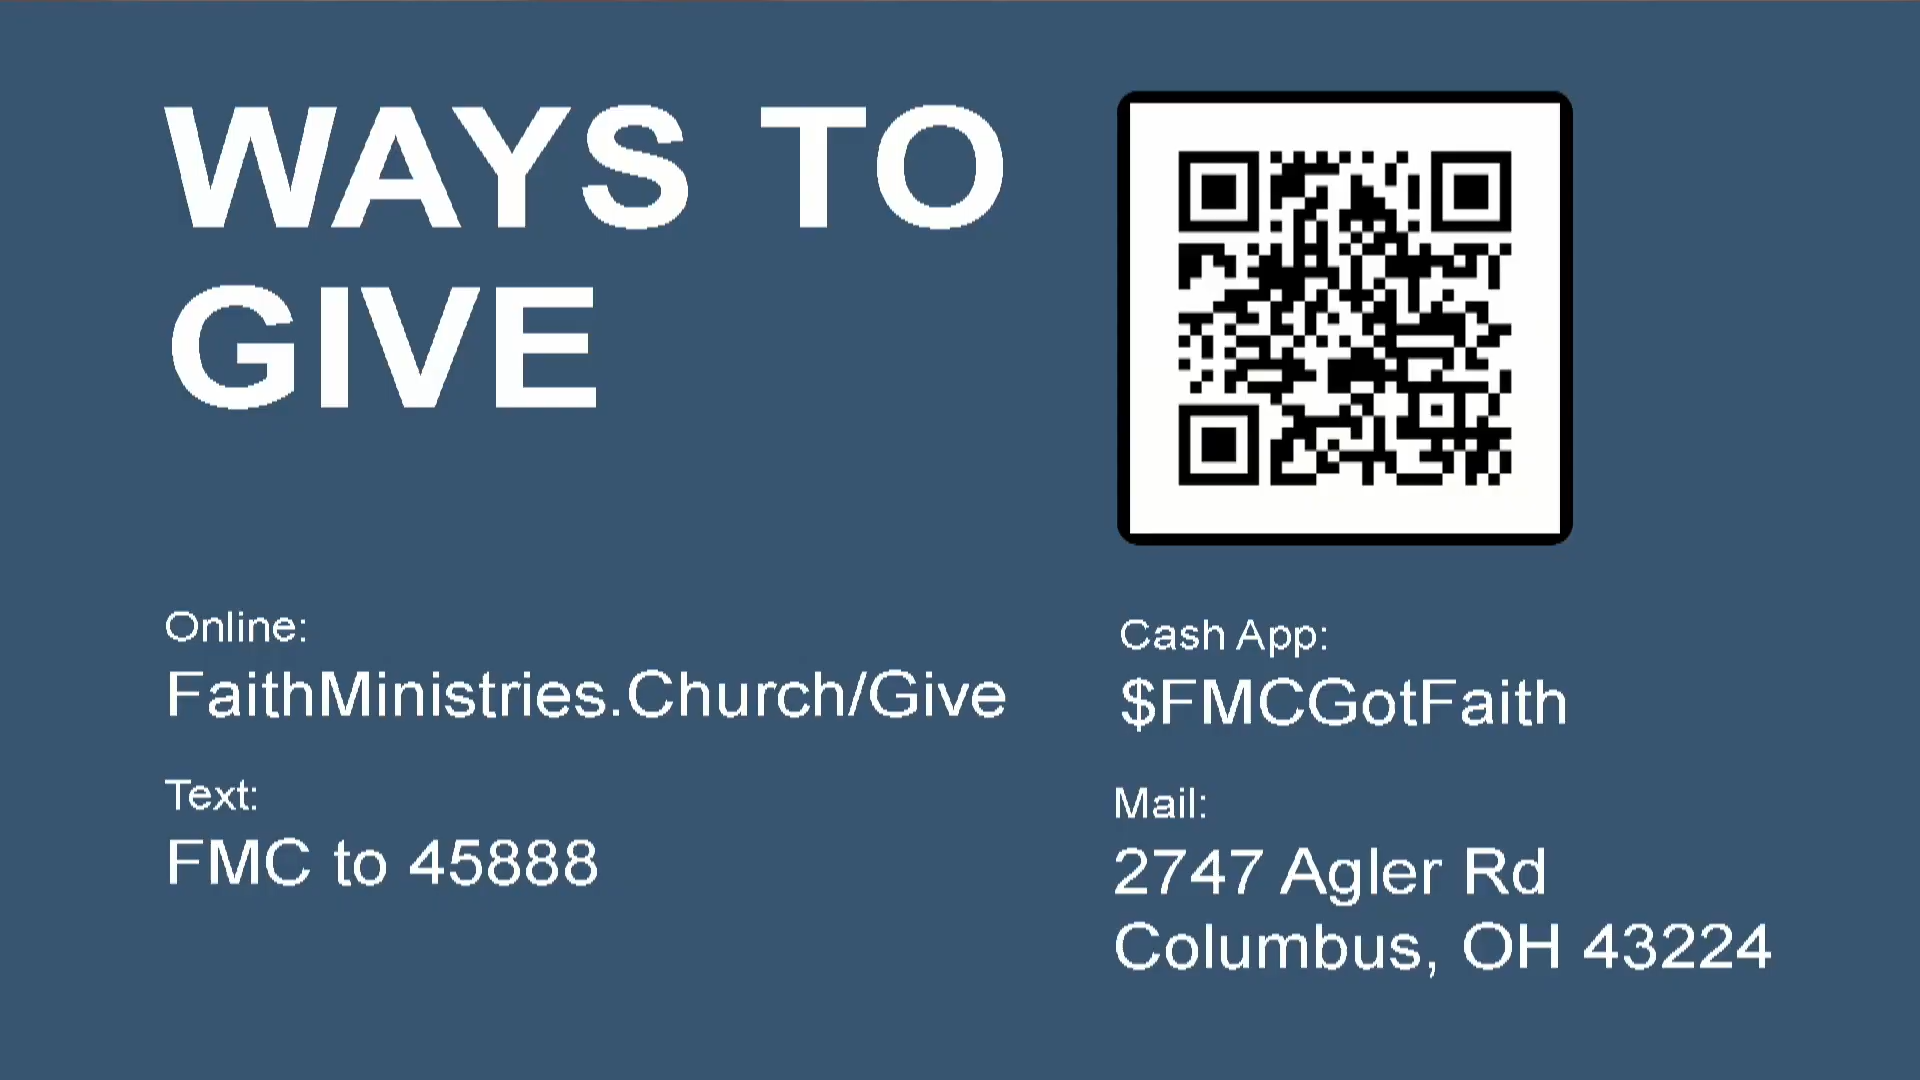 WAYS TO
GIVE
Online:
FaithMinistries.Church/Give
Text:
FMC to 45888
Cash App:
$FMCGotFaith
Mail:
2747 Agler Rd
Columbus, OH 43224